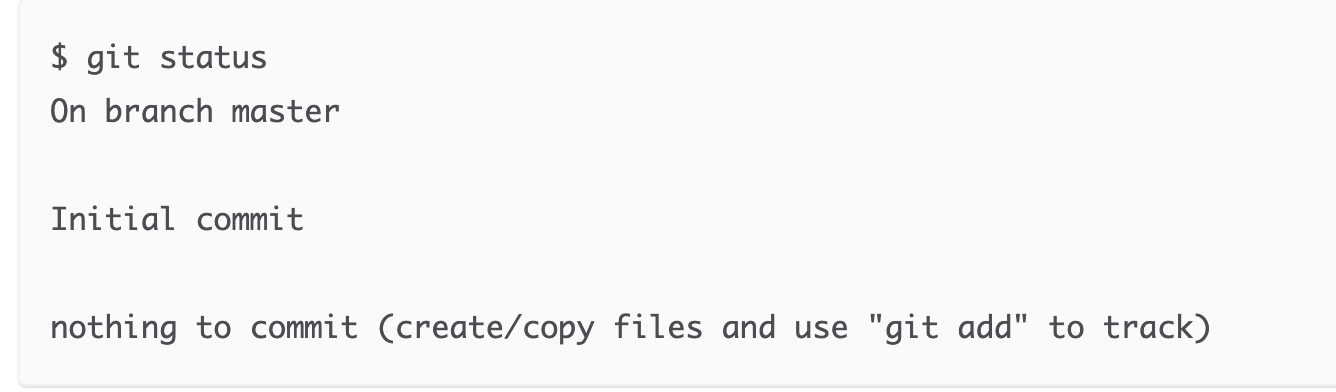 $ git status
On branch master
Initial commit
nothing to commit (create/copy files and use "git add" to track)